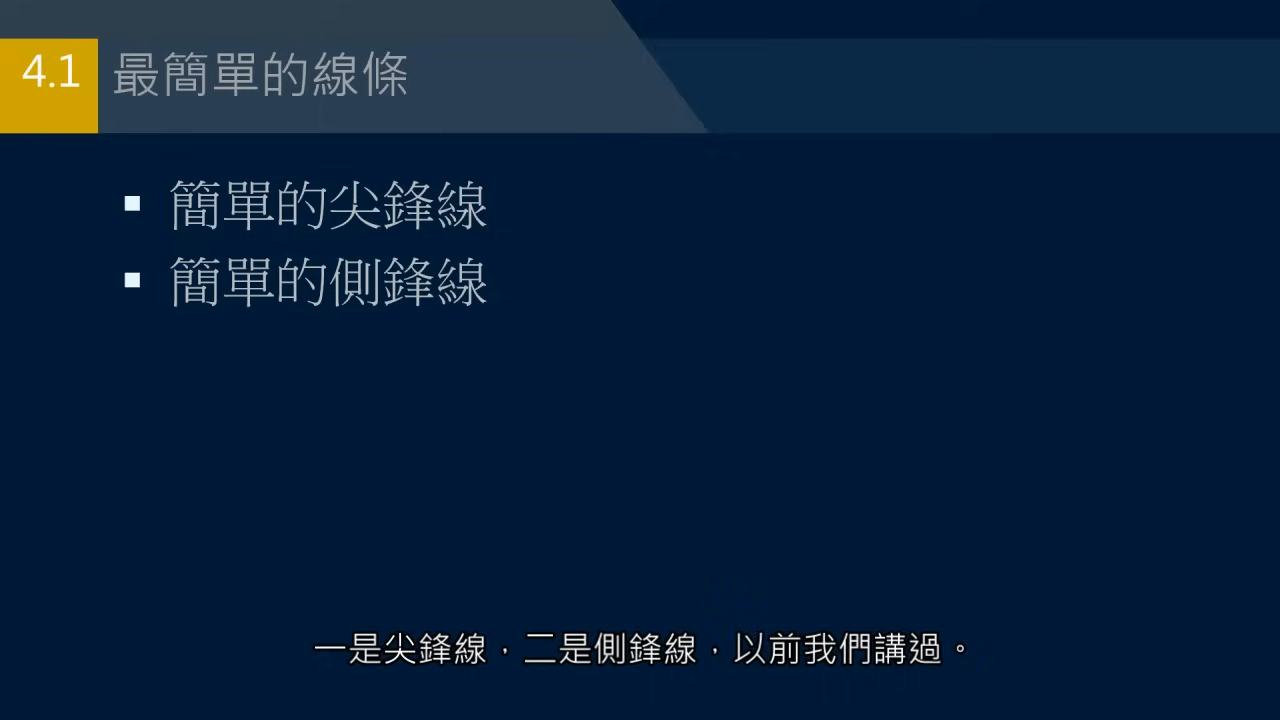 4.1 最簡單的線條
簡單的尖鋒線
簡單的側鋒線
一是尖鋒線，二是側鋒線，以前我們講過。